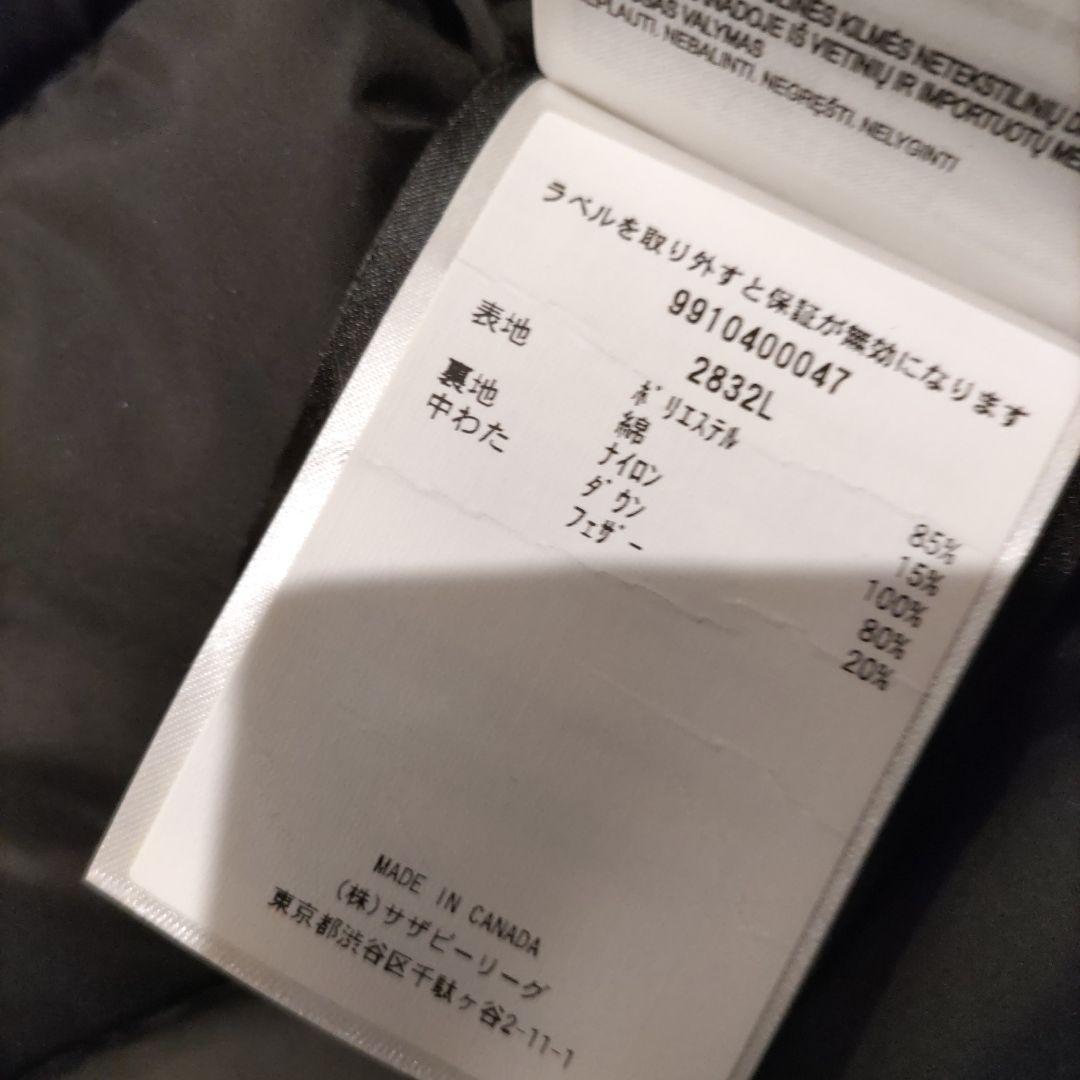 KILMĖS NETEKSTILINIŲ
IŠ VIETINIŲ IR IMPORTUOTŲ
VALYMAS
NEBALINTI. NEGRĘŠTI. NELYGINTI
ラベルを取り外すと保証が無効になります
9910400047
2832L
表地 ポリエステル 85%
綿 15%
裏地 ナイロン 100%
中わた ダウン 80%
フェザー 20%
MADE IN CANADA
(株)サザビーリーグ
東京都渋谷区千駄ヶ谷2-11-1